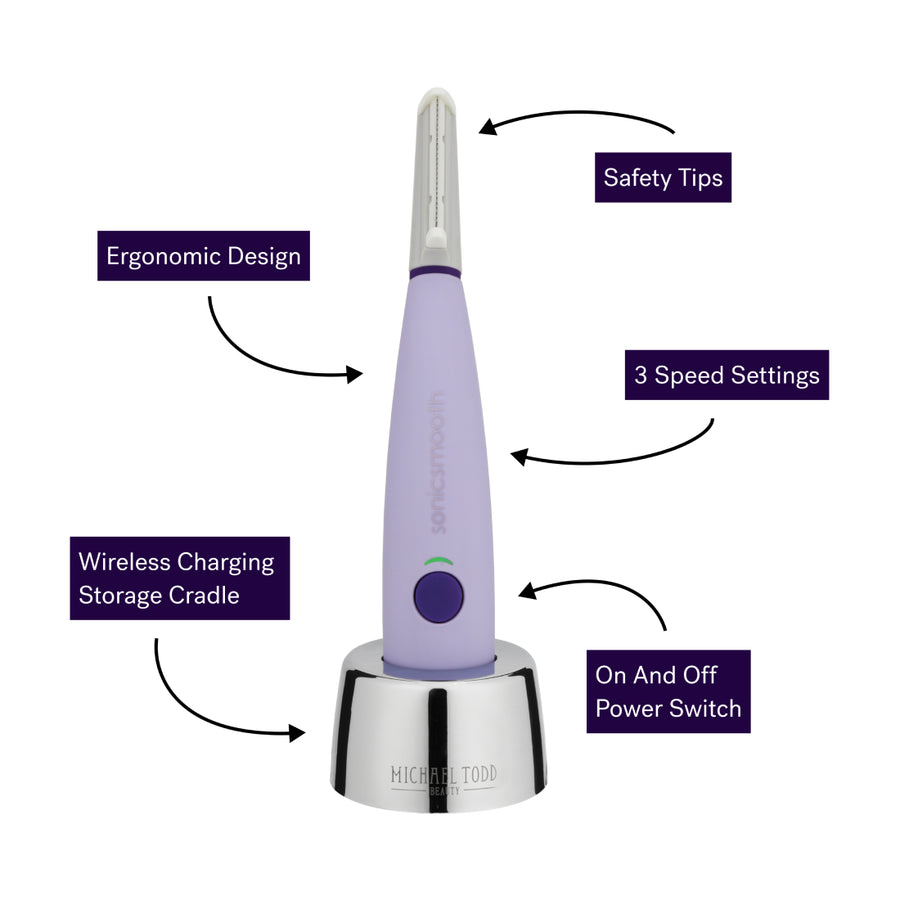 Safety Tips
Ergonomic Design
3 Speed Settings
sonicsmooth
Wireless Charging
Storage Cradle
On And Off
Power Switch
MICHAEL TODD
BEAUTY